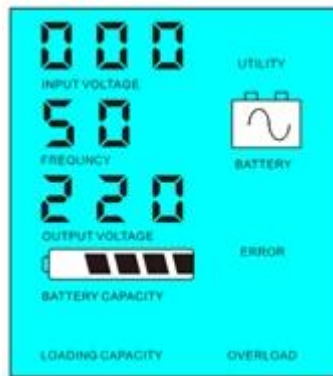 000
UTILITY
INPUT VOLTAGE
50
FREQUNCY
BATTERY
220
OUTPUT VOLTAGE
ERROR
BATTERY CAPACITY
LOADING CAPACITY
OVERLOAD